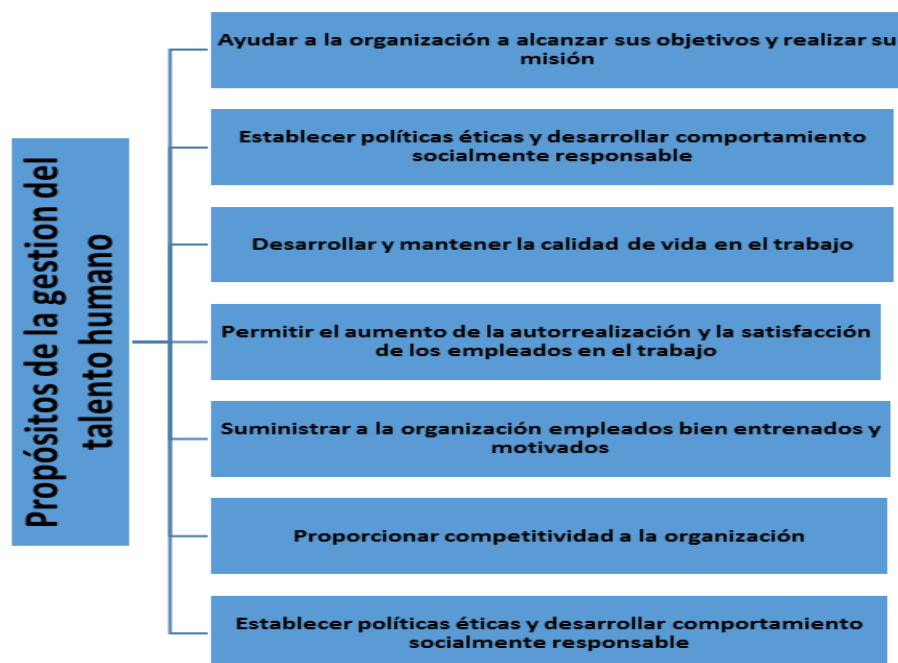 Propósitos de la gestion del
talento humano
Ayudar a la organización a alcanzar sus objetivos y realizar su
misión
Establecer políticas éticas y desarrollar comportamiento
socialmente responsable
Desarrollar y mantener la calidad de vida en el trabajo
Permitir el aumento de la autorrealización y la satisfacción
de los empleados en el trabajo
Suministrar a la organización empleados bien entrenados y
motivados
Proporcionar competitividad a la organización
Establecer políticas éticas y desarrollar comportamiento
socialmente responsable